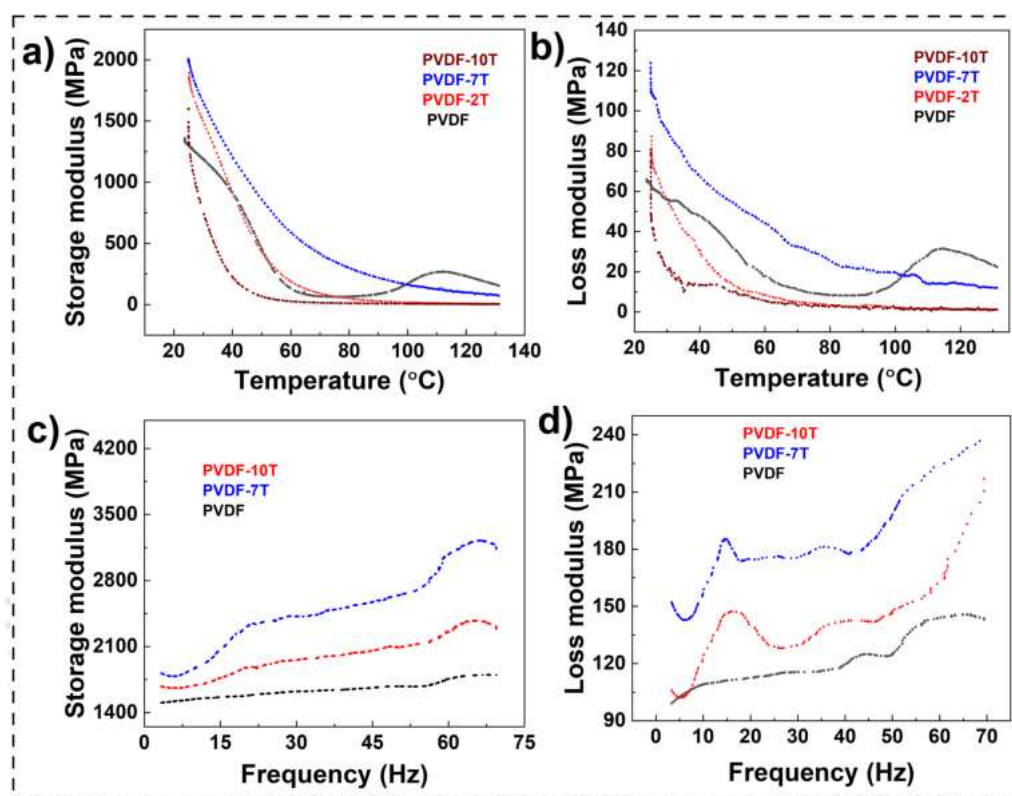 a)
Storage modulus (MPa)
2000
1500
1000
500
0
20 40 60 80 100 120 140
Temperature (°C)
PVDF-10T
PVDF-7T
PVDF-2T
PVDF
b)
Loss modulus (MPa)
140
120
100
80
60
40
20
0
20 40 60 80 100 120
Temperature (°C)
PVDF-10T
PVDF-7T
PVDF-2T
PVDF
c)
Storage modulus (MPa)
4200
3500
2800
2100
1400
0 15 30 45 60 75
Frequency (Hz)
PVDF-10T
PVDF-7T
PVDF
d)
Loss modulus (MPa)
240
210
180
150
120
90
0 10 20 30 40 50 60 70
Frequency (Hz)
PVDF-10T
PVDF-7T
PVDF